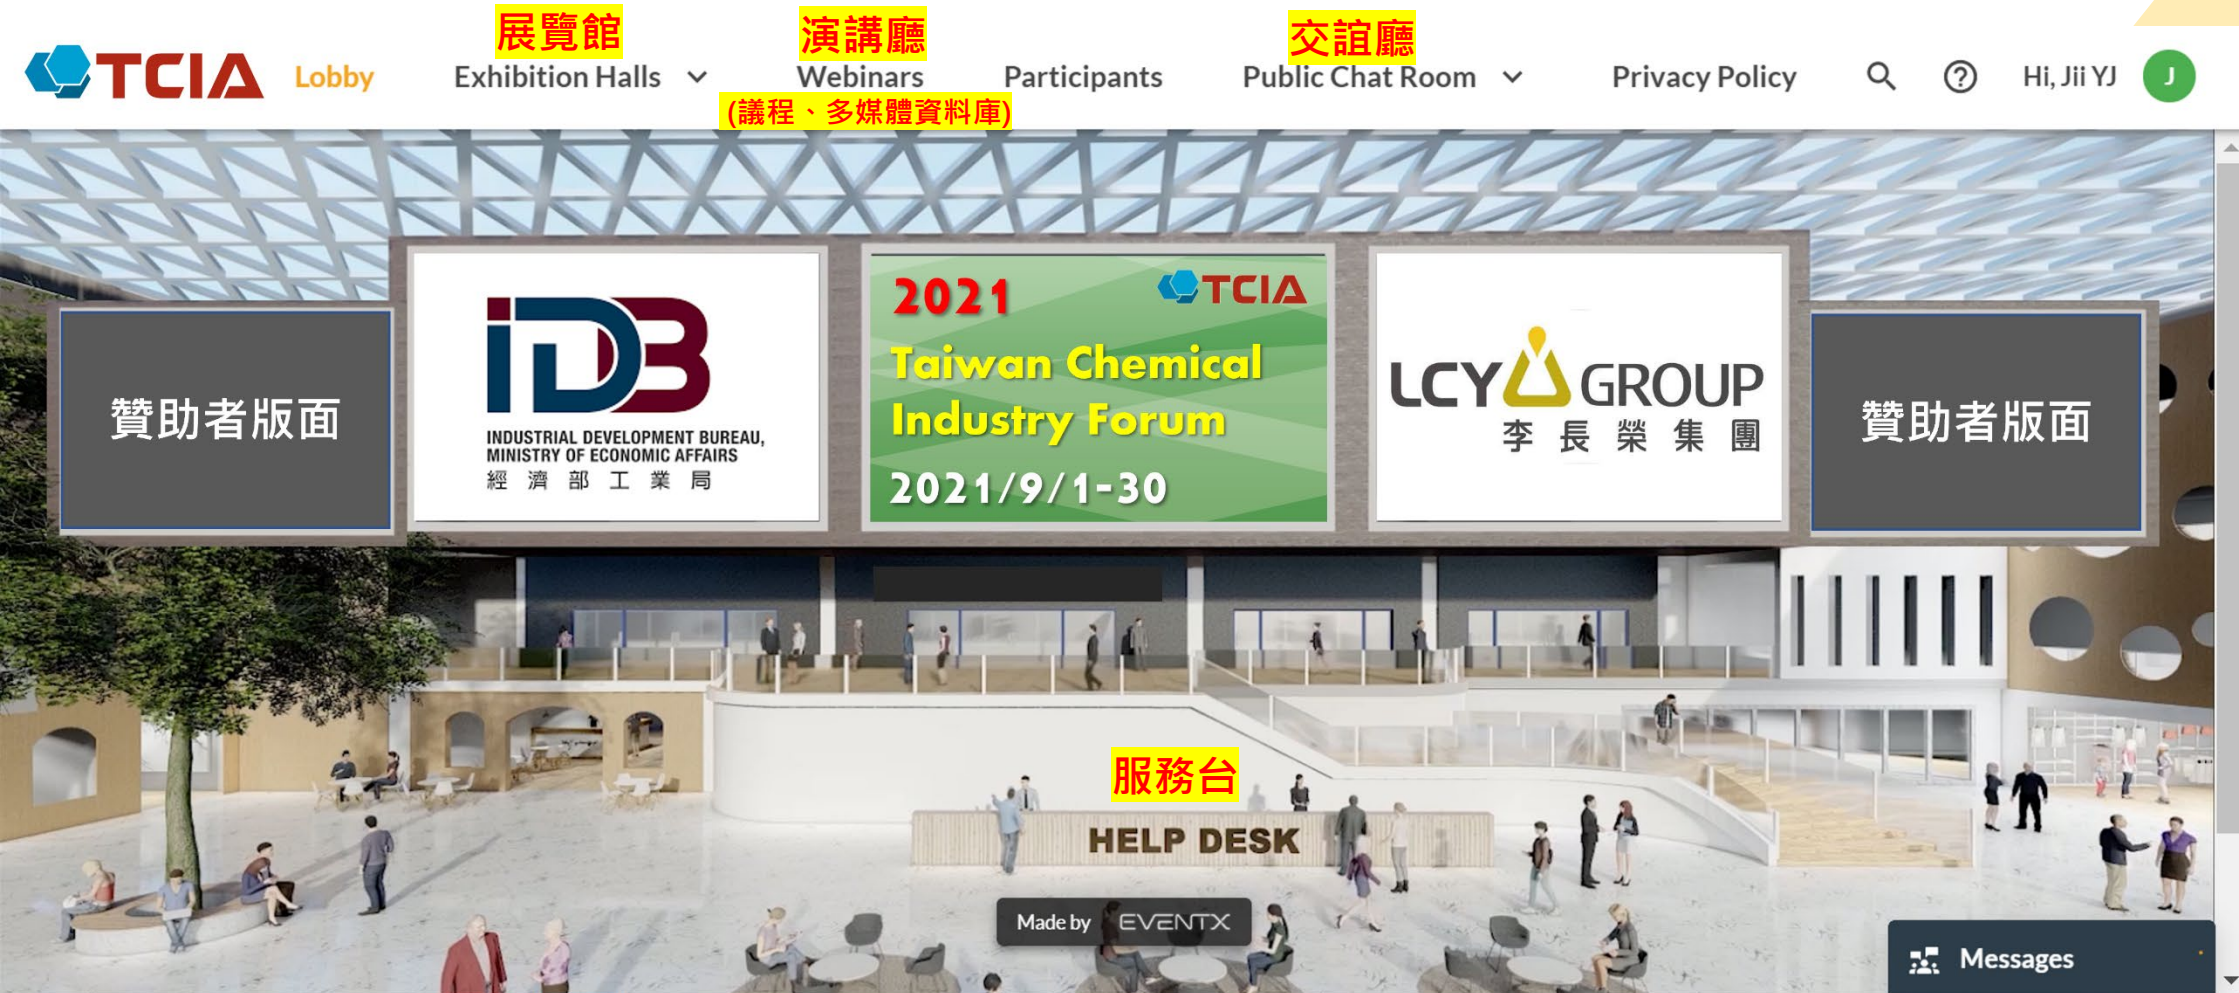 展覽館
演講廳
交誼廳
TCIA
Lobby
Exhibition Halls
Webinars
Participants
Public Chat Room
Privacy Policy
Hi, Jii YJ
J
(議程、多媒體資料庫)
贊助者版面
iDB
INDUSTRIAL DEVELOPMENT BUREAU,
MINISTRY OF ECONOMIC AFFAIRS
經濟部工業局
2021
TCIA
Taiwan Chemical
Industry Forum
2021/9/1-30
LCY GROUP
李長榮集團
贊助者版面
服務台
HELP DESK
Made by EVENTX
Messages